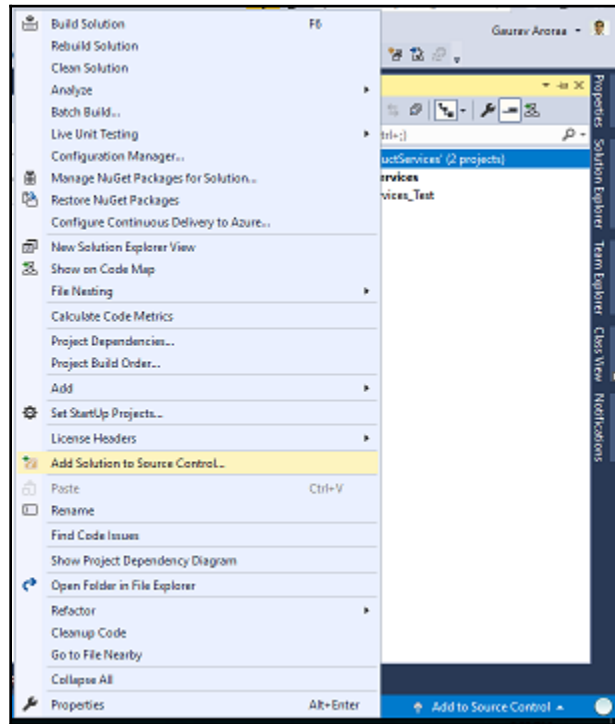 Build Solution F6
Rebuild Solution
Clean Solution
Analyze
Batch Build...
Live Unit Testing
Configuration Manager...
Manage NuGet Packages for Solution...
Restore NuGet Packages
Configure Continuous Delivery to Azure...
New Solution Explorer View
Show on Code Map
File Nesting
Calculate Code Metrics
Project Dependencies...
Project Build Order...
Add
Set StartUp Projects...
License Headers
Add Solution to Source Control...
Paste Ctrl+V
Rename
Find Code Issues
Show Project Dependency Diagram
Open Folder in File Explorer
Refactor
Cleanup Code
Go to File Nearby
Collapse All
Properties Alt+Enter
Gaurav Aroraa
trl+;)
uctServices' (2 projects)
ervices
vices_Test
Properties
Solution Explorer
Team Explorer
Class View
Notifications
Add to Source Control